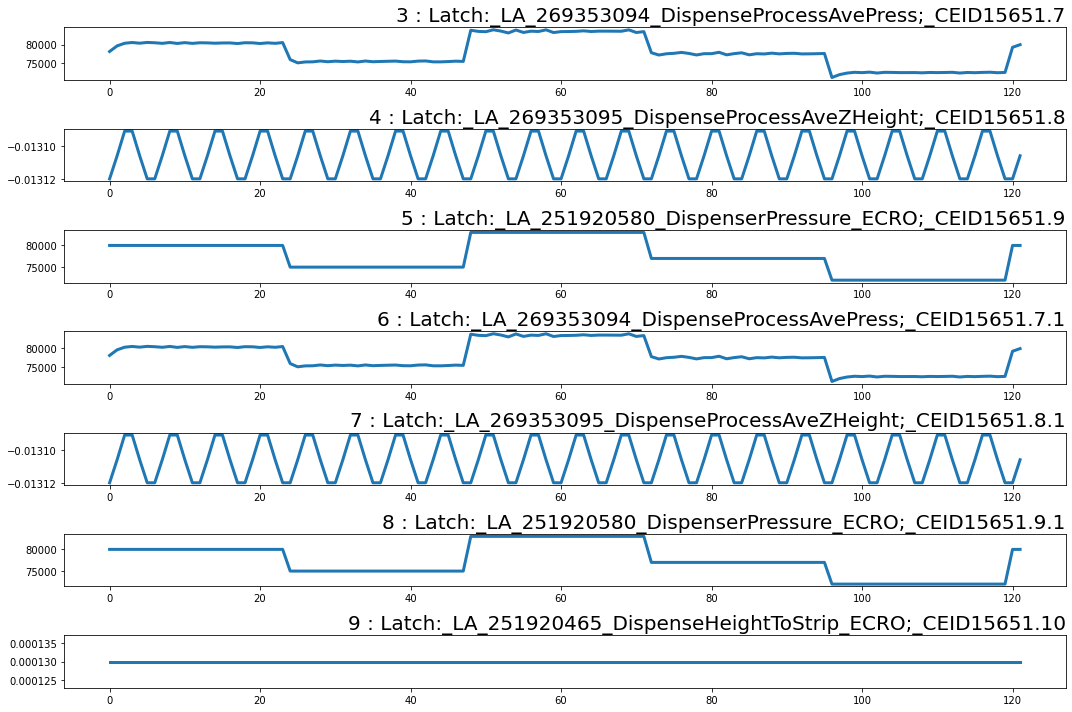 3 : Latch:_LA_269353094_DispenseProcessAvePress;_CEID15651.7
80000
75000
0 20 40 60 80 100 120
4 : Latch:_LA_269353095_DispenseProcessAveZHeight;_CEID15651.8
−0.01310
−0.01312
0 20 40 60 80 100 120
5 : Latch:_LA_251920580_DispenserPressure_ECRO;_CEID15651.9
80000
75000
0 20 40 60 80 100 120
6 : Latch:_LA_269353094_DispenseProcessAvePress;_CEID15651.7.1
80000
75000
0 20 40 60 80 100 120
7 : Latch:_LA_269353095_DispenseProcessAveZHeight;_CEID15651.8.1
−0.01310
−0.01312
0 20 40 60 80 100 120
8 : Latch:_LA_251920580_DispenserPressure_ECRO;_CEID15651.9.1
80000
75000
0 20 40 60 80 100 120
9 : Latch:_LA_251920465_DispenseHeightToStrip_ECRO;_CEID15651.10
0.000135
0.000130
0.000125
0 20 40 60 80 100 120